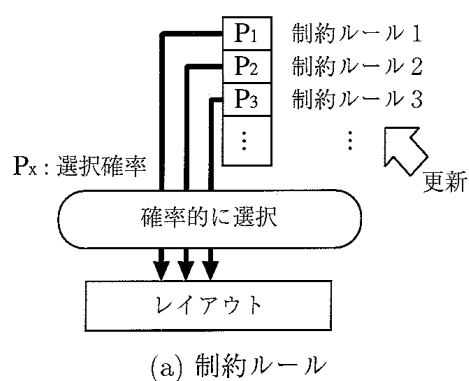 P1 制約ルール1
P2 制約ルール2
P3 制約ルール3
⋮ ⋮
Px : 選択確率
更新
確率的に選択
レイアウト
(a) 制約ルール